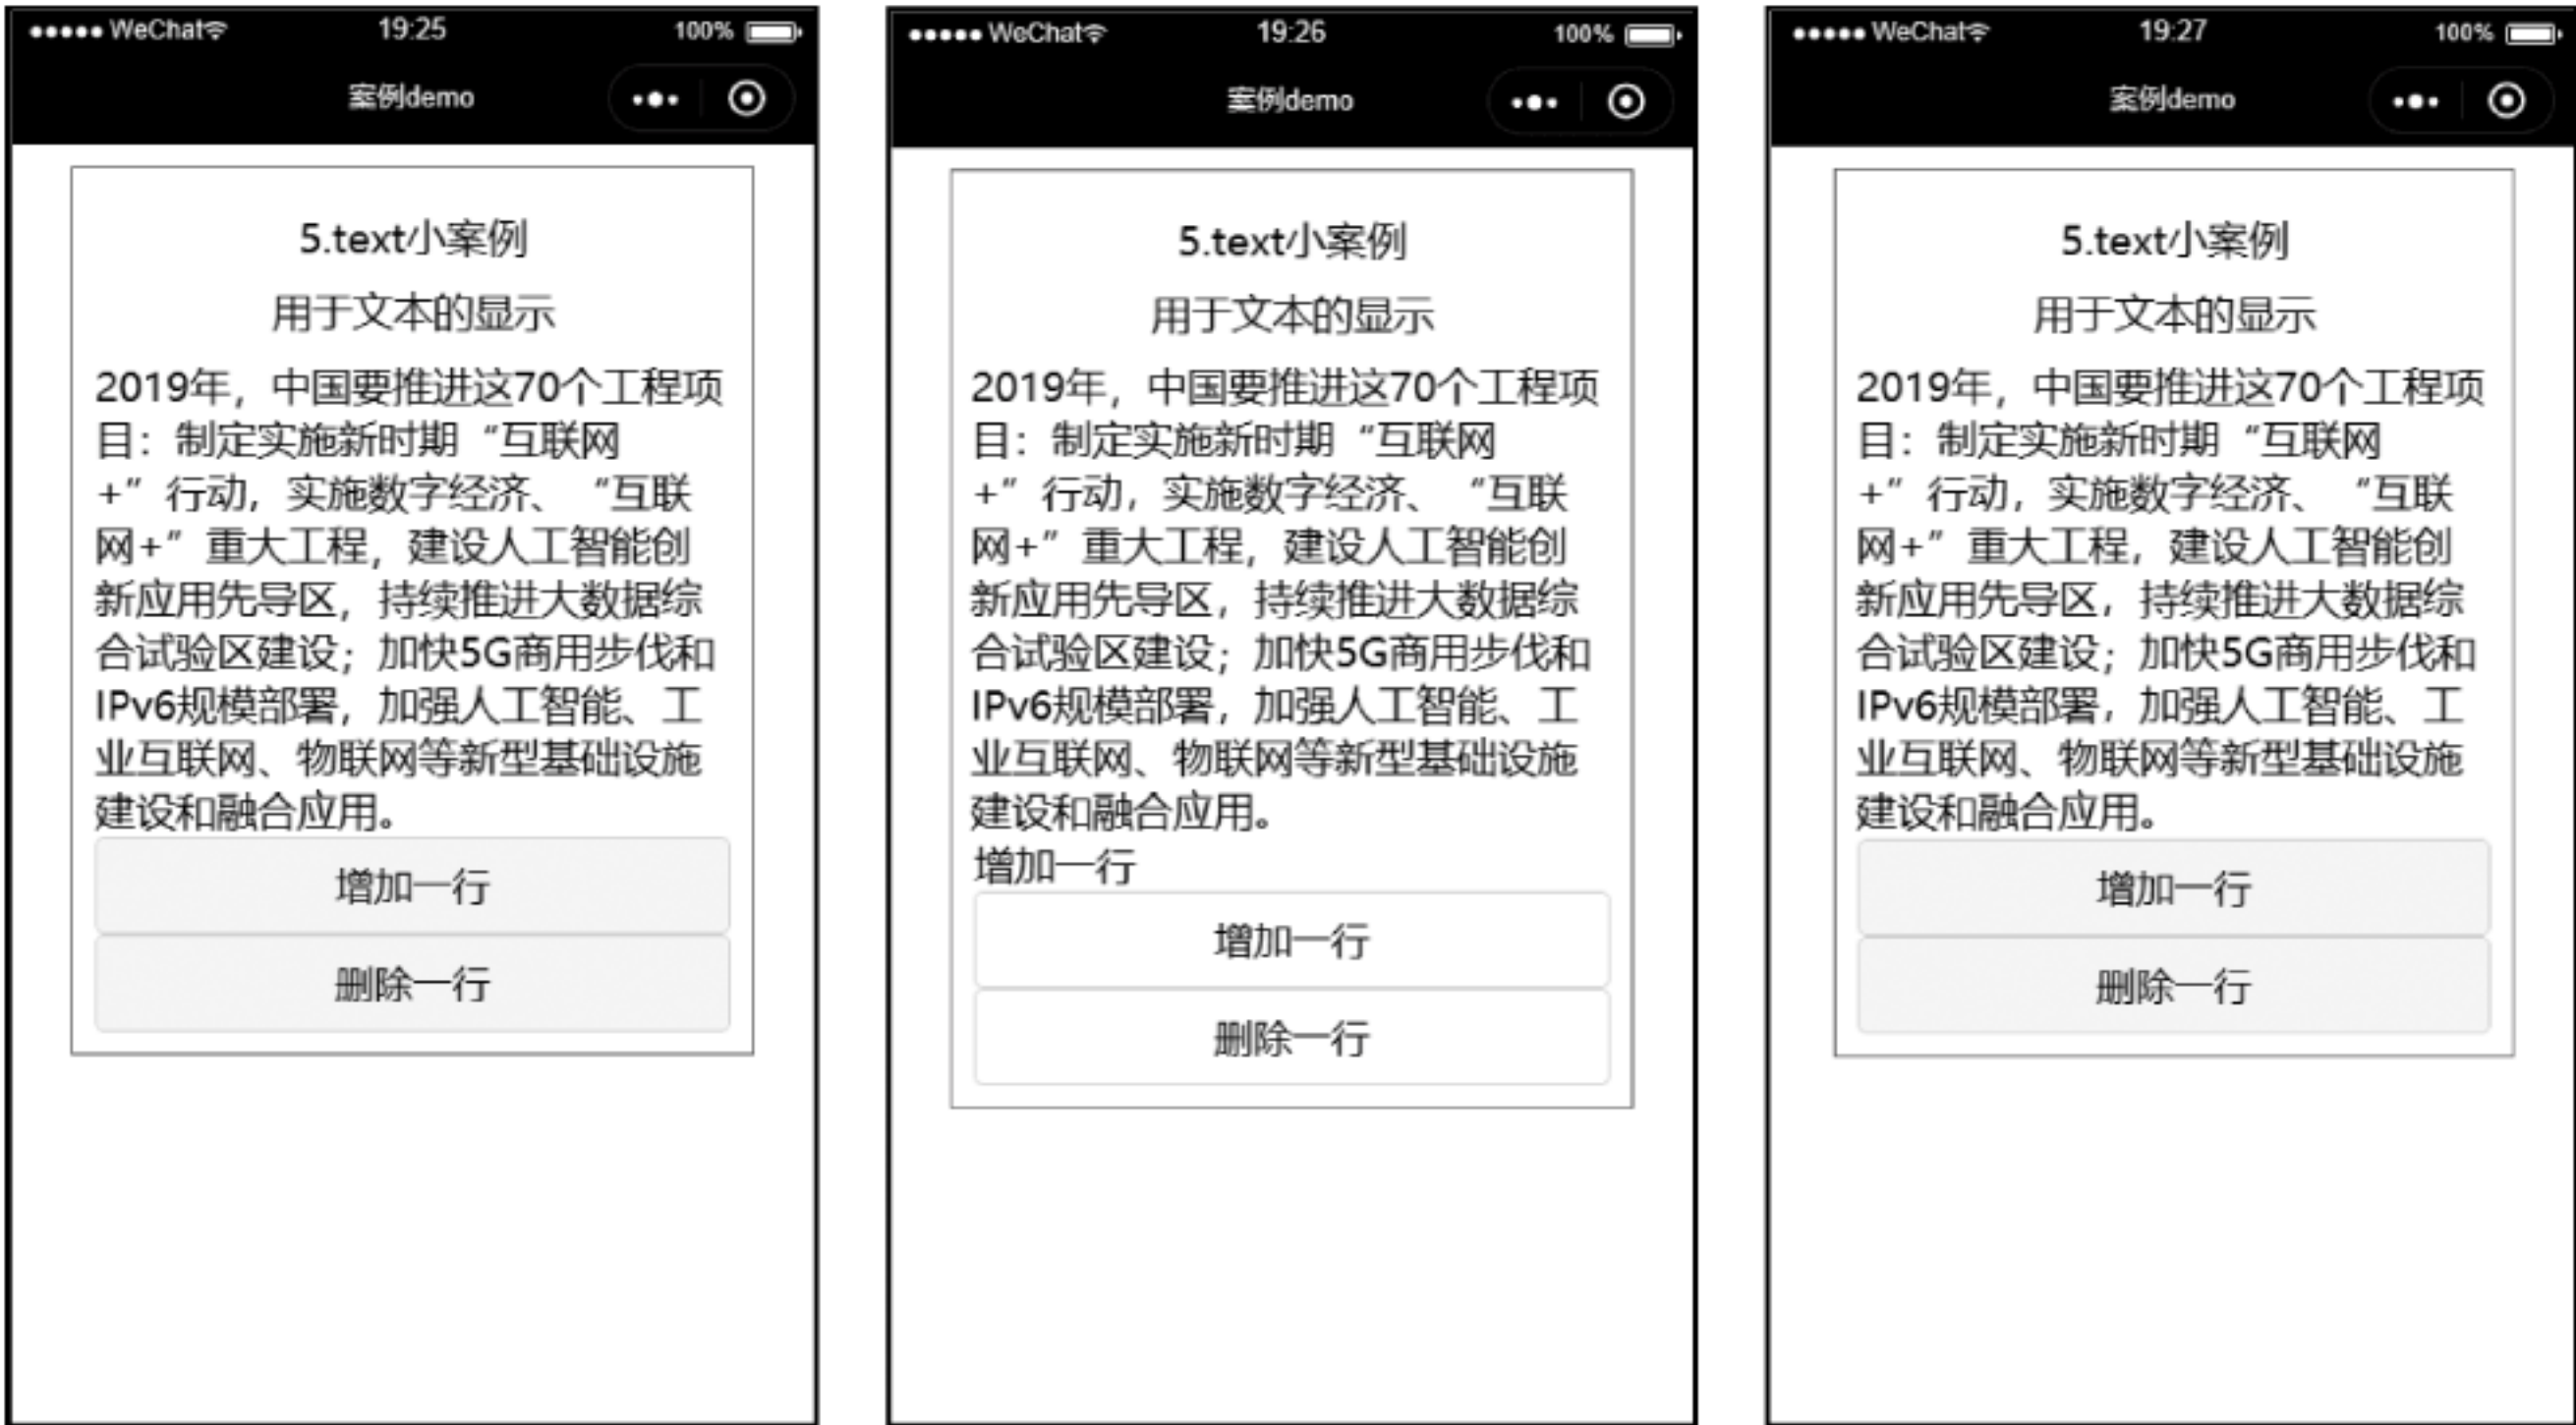 WeChat 19:25 100%
案例demo
5.text小案例
用于文本的显示
2019年，中国要推进这70个工程项
目：制定实施新时期“互联网
+”行动，实施数字经济、“互联
网+”重大工程，建设人工智能创
新应用先导区，持续推进大数据综
合试验区建设；加快5G商用步伐和
IPv6规模部署，加强人工智能、工
业互联网、物联网等新型基础设施
建设和融合应用。
增加一行
删除一行
WeChat 19:26 100%
案例demo
5.text小案例
用于文本的显示
2019年，中国要推进这70个工程项
目：制定实施新时期“互联网
+”行动，实施数字经济、“互联
网+”重大工程，建设人工智能创
新应用先导区，持续推进大数据综
合试验区建设；加快5G商用步伐和
IPv6规模部署，加强人工智能、工
业互联网、物联网等新型基础设施
建设和融合应用。
增加一行
增加一行
删除一行
WeChat 19:27 100%
案例demo
5.text小案例
用于文本的显示
2019年，中国要推进这70个工程项
目：制定实施新时期“互联网
+”行动，实施数字经济、“互联
网+”重大工程，建设人工智能创
新应用先导区，持续推进大数据综
合试验区建设；加快5G商用步伐和
IPv6规模部署，加强人工智能、工
业互联网、物联网等新型基础设施
建设和融合应用。
增加一行
删除一行